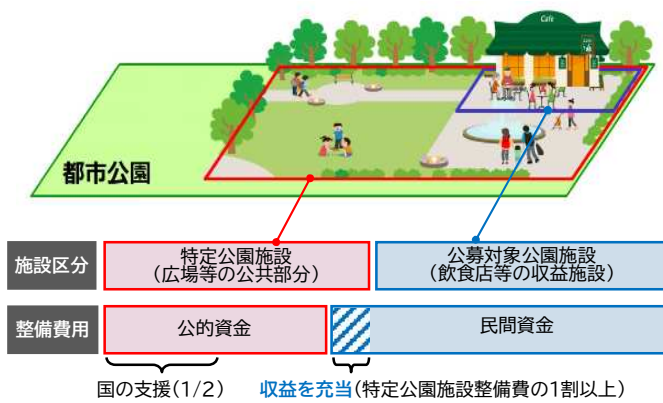 Cafe
都市公園
施設区分
特定公園施設
(広場等の公共部分)
公募対象公園施設
(飲食店等の収益施設)
整備費用
公的資金
民間資金
国の支援(1/2)
収益を充当(特定公園施設整備費の1割以上)